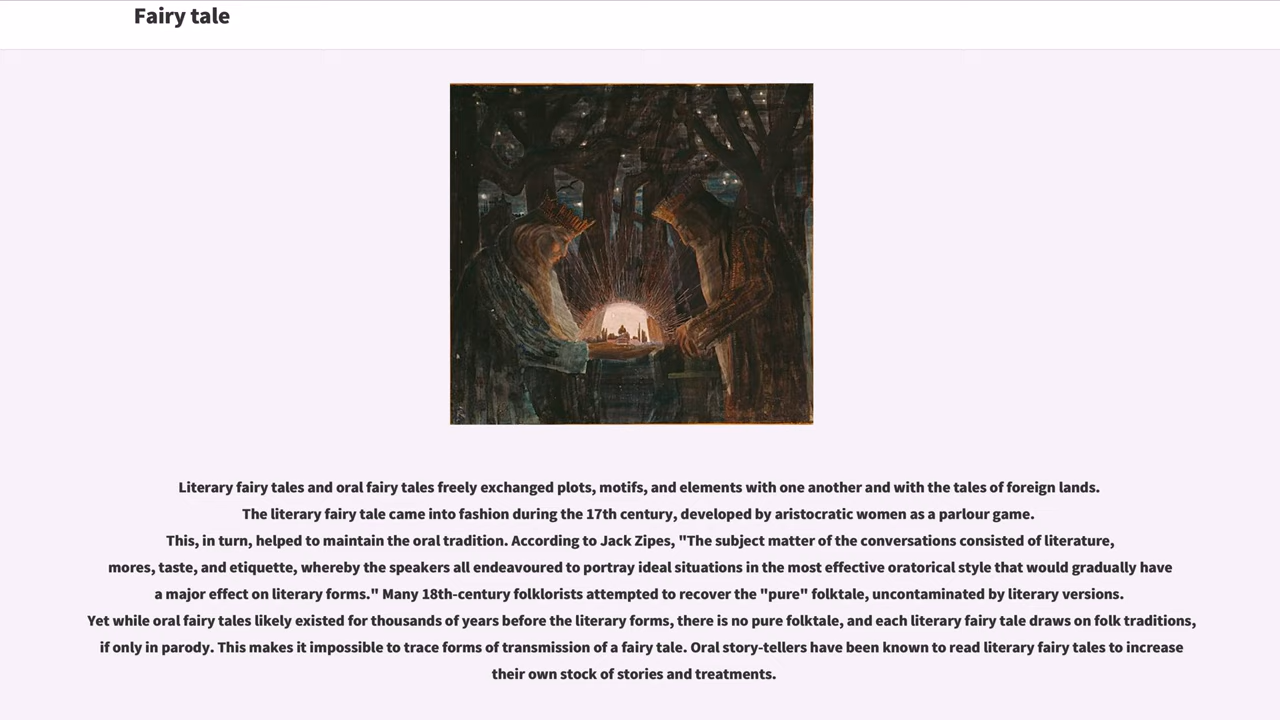 Fairy tale
Literary fairy tales and oral fairy tales freely exchanged plots, motifs, and elements with one another and with the tales of foreign lands.
The literary fairy tale came into fashion during the 17th century, developed by aristocratic women as a parlour game.
This, in turn, helped to maintain the oral tradition. According to Jack Zipes, "The subject matter of the conversations consisted of literature,
mores, taste, and etiquette, whereby the speakers all endeavoured to portray ideal situations in the most effective oratorical style that would gradually have
a major effect on literary forms." Many 18th-century folklorists attempted to recover the "pure" folktale, uncontaminated by literary versions.
Yet while oral fairy tales likely existed for thousands of years before the literary forms, there is no pure folktale, and each literary fairy tale draws on folk traditions,
if only in parody. This makes it impossible to trace forms of transmission of a fairy tale. Oral story-tellers have been known to read literary fairy tales to increase
their own stock of stories and treatments.